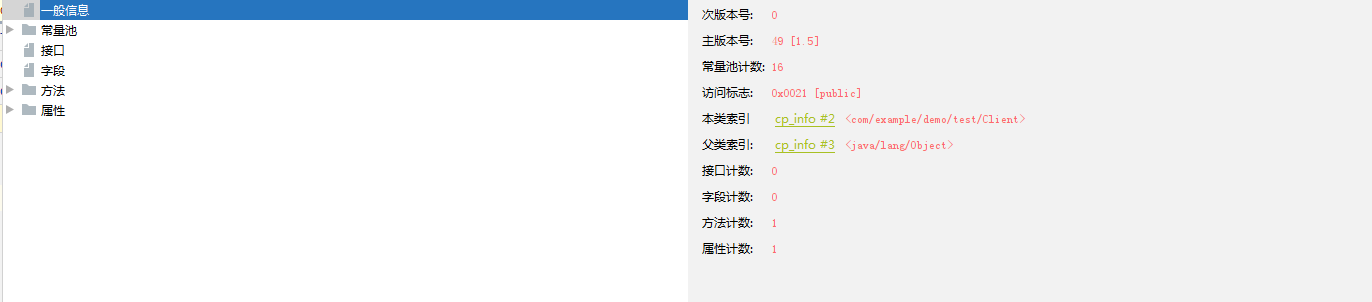 一般信息
常量池
接口
字段
方法
属性
次版本号: 0
主版本号: 49 [1.5]
常量池计数: 16
访问标志: 0x0021 [public]
本类索引 cp_info #2 <com/example/demo/test/Client>
父类索引: cp_info #3 <java/lang/Object>
接口计数: 0
字段计数: 0
方法计数: 1
属性计数: 1